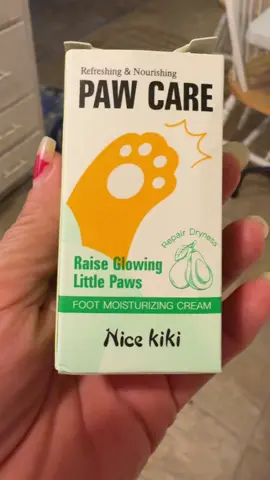 Refreshing & Nourishing
PAW CARE
Repair Dryness
Raise Glowing
Little Paws
FOOT MOISTURIZING CREAM
Nice kiki